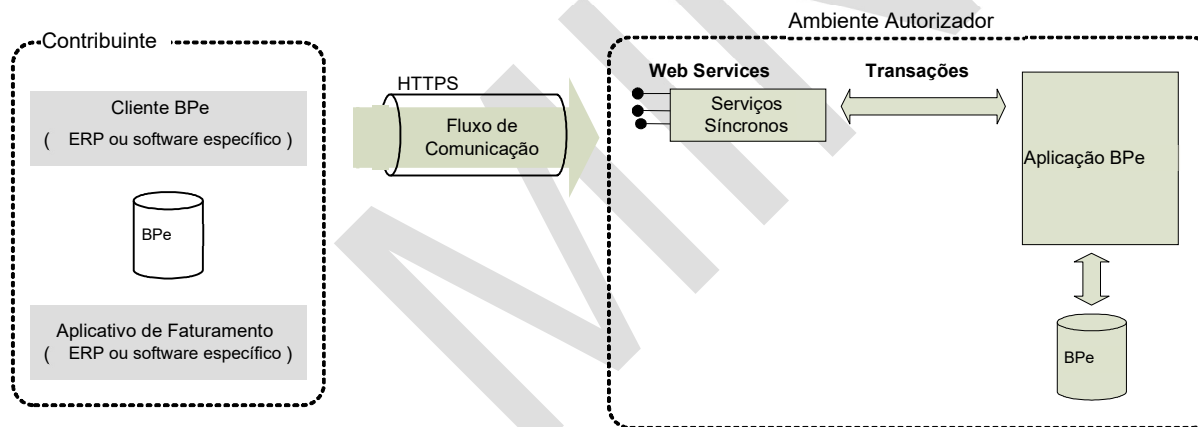 Contribuinte
Cliente BPe
( ERP ou software específico )
BPe
Aplicativo de Faturamento
( ERP ou software específico )
HTTPS
Fluxo de
Comunicação
Ambiente Autorizador
Web Services
Transações
Serviços
Síncronos
Aplicação BPe
BPe